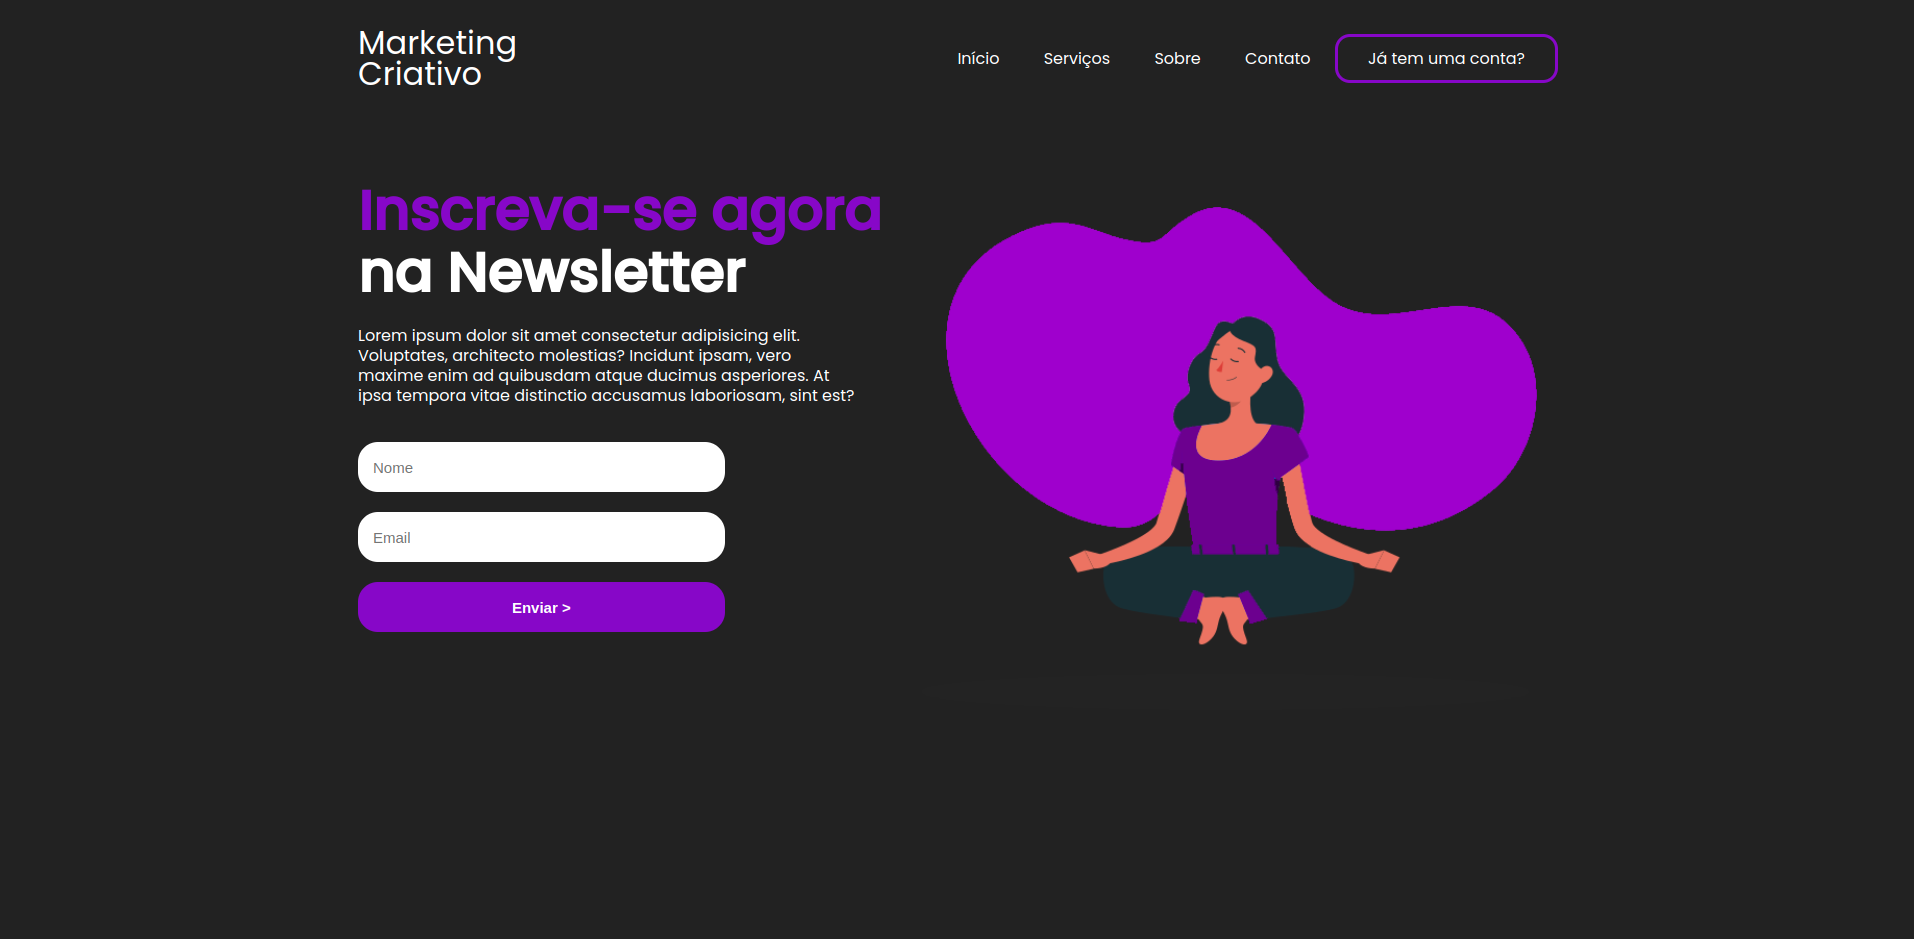 Marketing
Criativo
Início
Serviços
Sobre
Contato
Já tem uma conta?
Inscreva-se agora
na Newsletter
Lorem ipsum dolor sit amet consectetur adipisicing elit.
Voluptates, architecto molestias? Incidunt ipsam, vero
maxime enim ad quibusdam atque ducimus asperiores. At
ipsa tempora vitae distinctio accusamus laboriosam, sint est?
Nome
Email
Enviar >